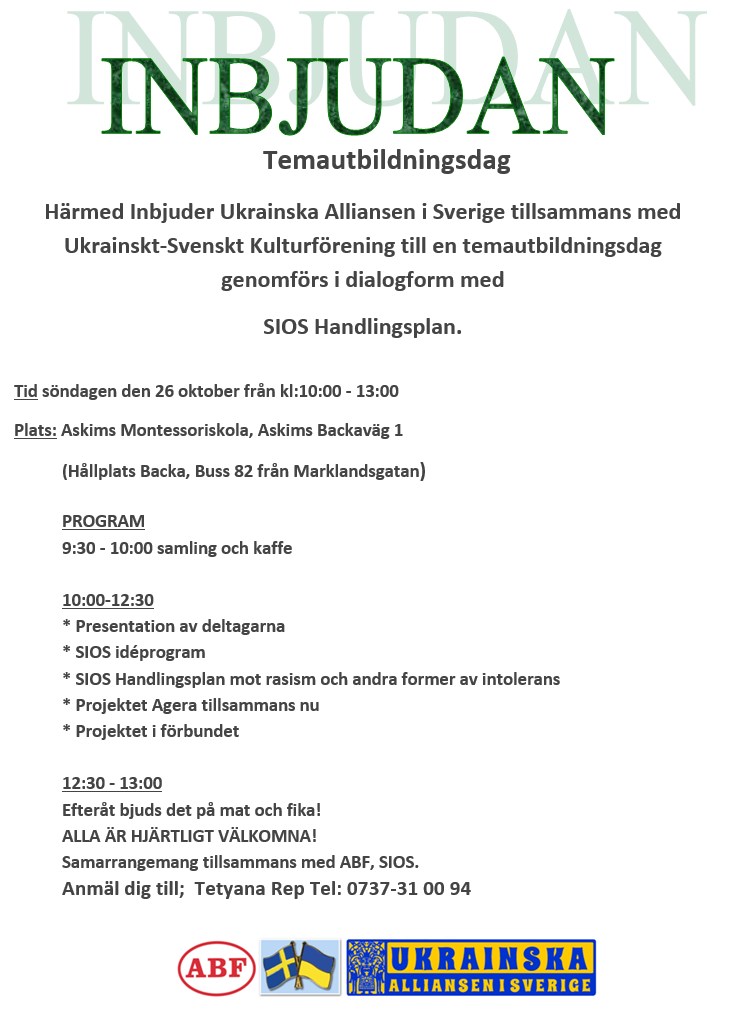 INBJUDAN
Temautbildningsdag
Härmed Inbjuder Ukrainska Alliansen i Sverige tillsammans med
Ukrainskt-Svenskt Kulturförening till en temautbildningsdag
genomförs i dialogform med
SIOS Handlingsplan.
Tid söndagen den 26 oktober från kl:10:00 - 13:00
Plats: Askims Montessoriskola, Askims Backaväg 1
(Hållplats Backa, Buss 82 från Marklandsgatan)
PROGRAM
9:30 - 10:00 samling och kaffe
10:00-12:30
* Presentation av deltagarna
* SIOS idéprogram
* SIOS Handlingsplan mot rasism och andra former av intolerans
* Projektet Agera tillsammans nu
* Projektet i förbundet
12:30 - 13:00
Efteråt bjuds det på mat och fika!
ALLA ÄR HJÄRTLIGT VÄLKOMNA!
Samarrangemang tillsammans med ABF, SIOS.
Anmäl dig till;  Tetyana Rep Tel: 0737-31 00 94
ABF
UKRAINSKA
ALLIANSEN I SVERIGE